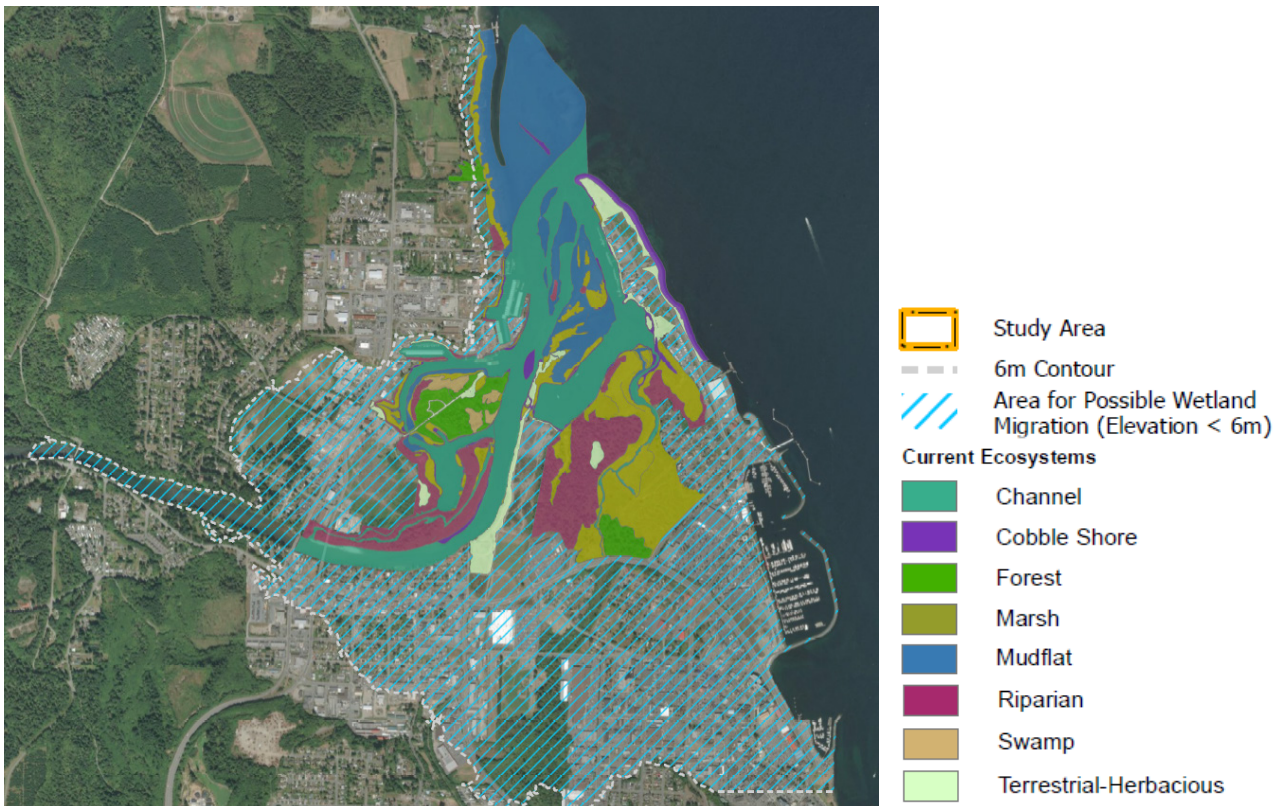 Study Area
6m Contour
Area for Possible Wetland
Migration (Elevation < 6m)
Current Ecosystems
Channel
Cobble Shore
Forest
Marsh
Mudflat
Riparian
Swamp
Terrestrial-Herbacious